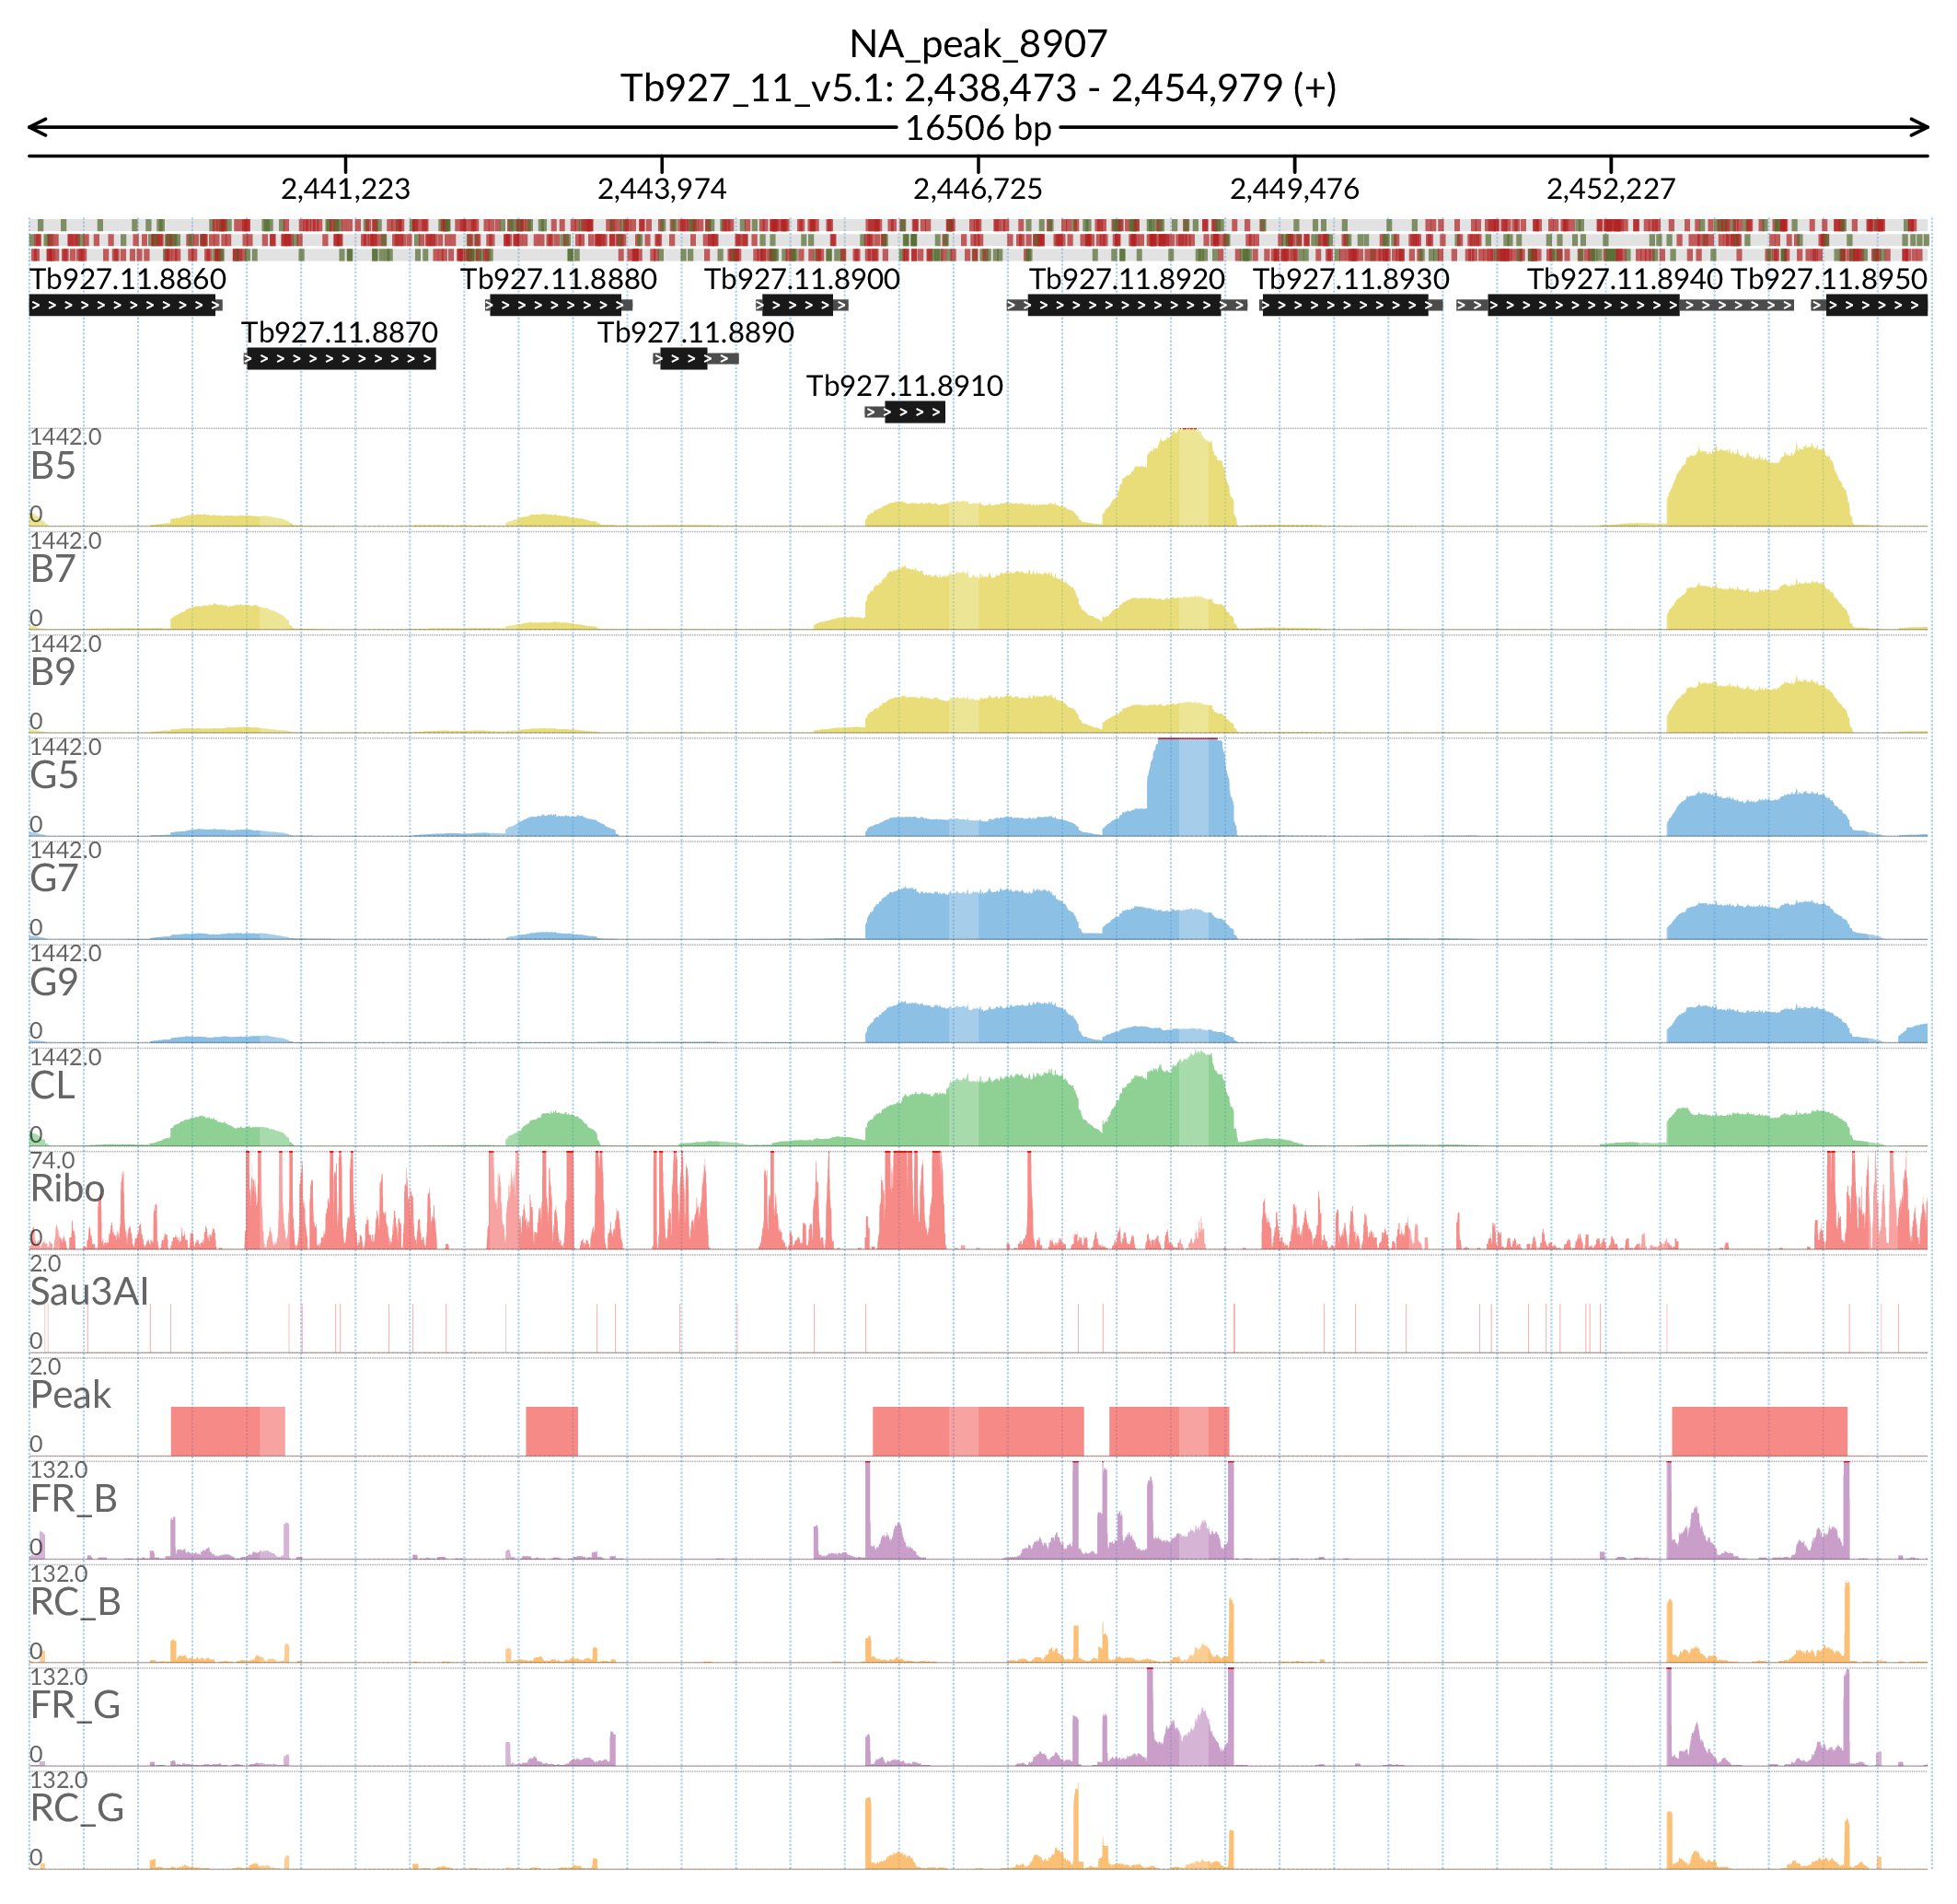 NA_peak_8907
Tb927_11_v5.1: 2,438,473 - 2,454,979 (+)
16506 bp
2,441,223 2,443,974 2,446,725 2,449,476 2,452,227
Tb927.11.8860 Tb927.11.8880 Tb927.11.8900 Tb927.11.8920 Tb927.11.8930 Tb927.11.8940 Tb927.11.8950
Tb927.11.8870 Tb927.11.8890
Tb927.11.8910
1442.0
B5
0
1442.0
B7
0
1442.0
B9
0
1442.0
G5
0
1442.0
G7
0
1442.0
G9
0
1442.0
CL
0
74.0
Ribo
0
2.0
Sau3AI
0
2.0
Peak
0
132.0
FR_B
0
132.0
RC_B
0
132.0
FR_G
0
132.0
RC_G
0